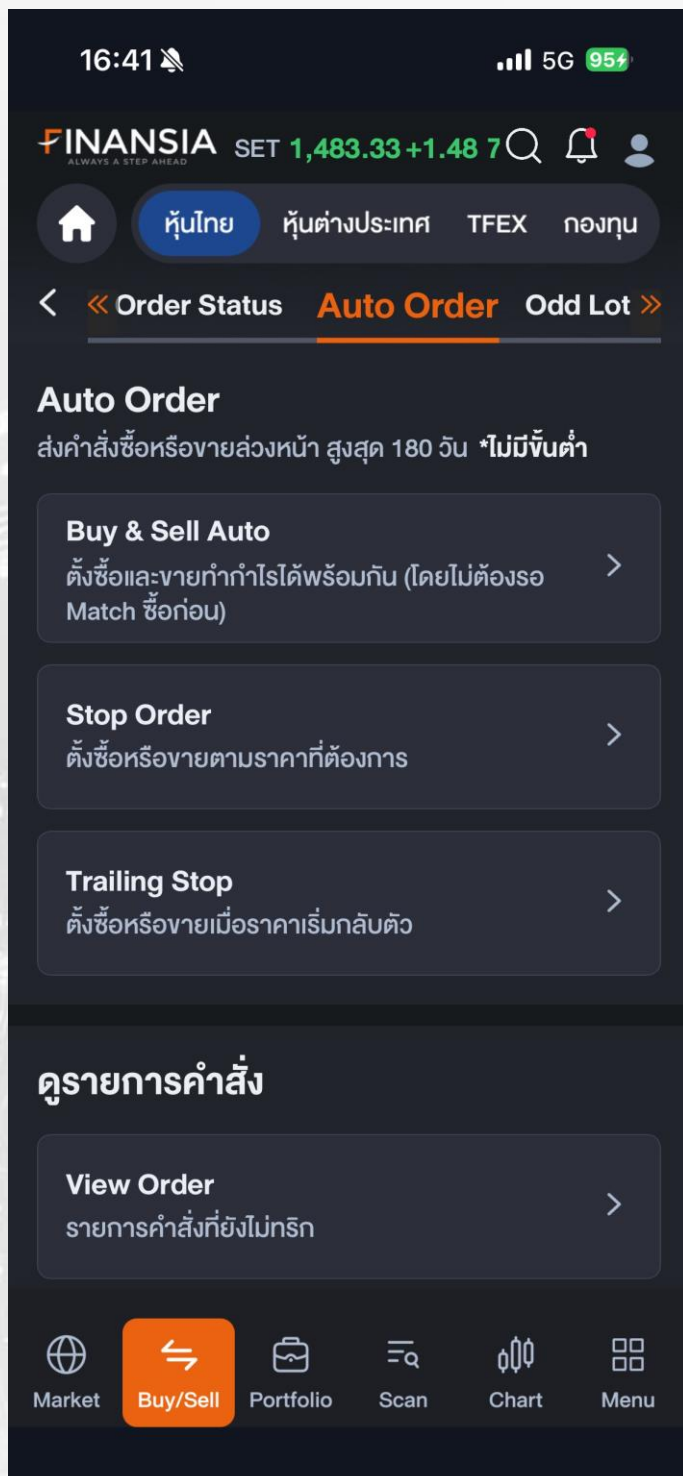 16:41
5G 95
FINANSIA SET 1,483.33 +1.48 7
ALWAYS A STEP AHEAD
หุ้นไทย หุ้นต่างประเทศ TFEX กองทุน
Order Status Auto Order Odd Lot
Auto Order
ส่งคำสั่งซื้อหรือขายล่วงหน้า สูงสุด 180 วัน *ไม่มีขั้นต่ำ
Buy & Sell Auto
ตั้งซื้อและขายทำกำไรได้พร้อมกัน (โดยไม่ต้องรอ
Match ซื้อก่อน)
Stop Order
ตั้งซื้อหรือขายตามราคาที่ต้องการ
Trailing Stop
ตั้งซื้อหรือขายเมื่อราคาเริ่มกลับตัว
ดูรายการคำสั่ง
View Order
รายการคำสั่งที่ยังไม่ทริก
Market Buy/Sell Portfolio Scan Chart Menu